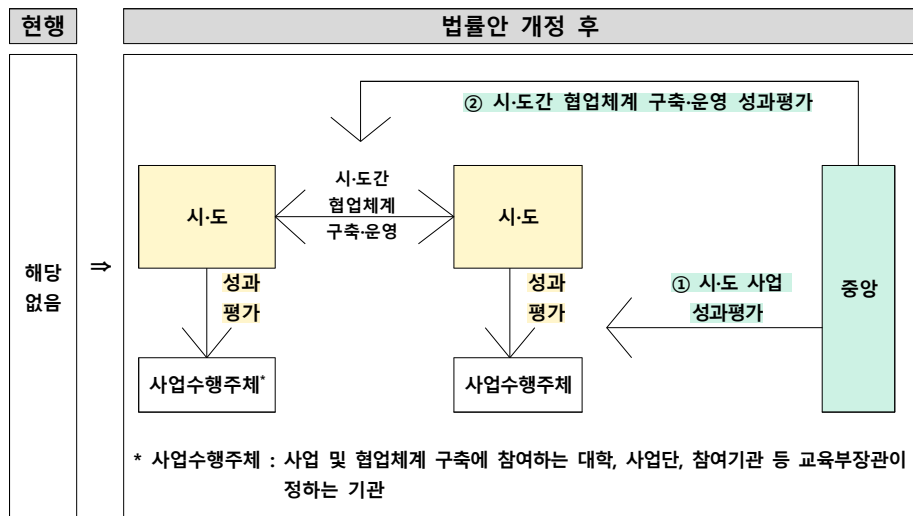 현행
법률안 개정 후
해당
없음
⇒
② 시·도간 협업체계 구축·운영 성과평가
시·도
시·도간
협업체계
구축·운영
시·도
중앙
성과
평가
성과
평가
① 시·도 사업
성과평가
사업수행주체*
사업수행주체
* 사업수행주체 : 사업 및 협업체계 구축에 참여하는 대학, 사업단, 참여기관 등 교육부장관이
정하는 기관